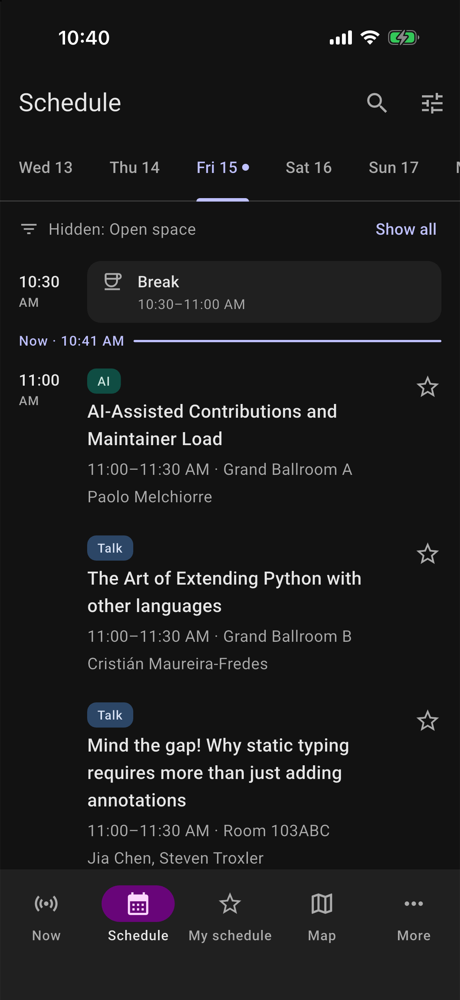 10:40
Schedule
Wed 13 Thu 14 Fri 15 Sat 16 Sun 17
Hidden: Open space Show all
10:30 AM
Break
10:30–11:00 AM
Now · 10:41 AM
11:00 AM
AI
AI-Assisted Contributions and
Maintainer Load
11:00–11:30 AM · Grand Ballroom A
Paolo Melchiorre
Talk
The Art of Extending Python with
other languages
11:00–11:30 AM · Grand Ballroom B
Cristián Maureira-Fredes
Talk
Mind the gap! Why static typing
requires more than just adding
annotations
11:00–11:30 AM · Room 103ABC
Jia Chen, Steven Troxler
Now Schedule My schedule Map More